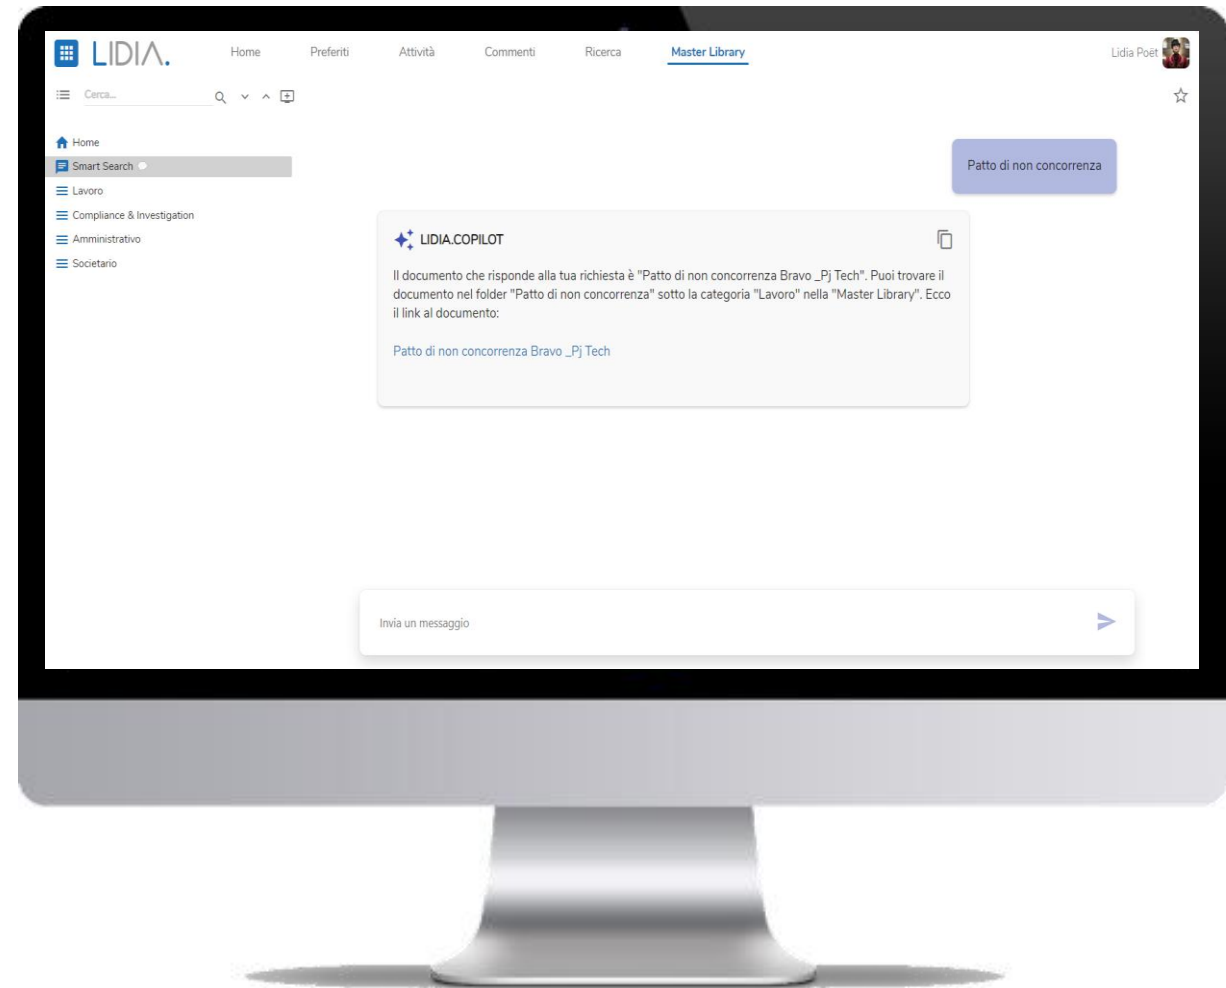 LIDIA.
Home Preferiti Attività Commenti Ricerca Master Library Lidia Poët
Cerca...
Home
Smart Search
Lavoro
Compliance & Investigation
Amministrativo
Societario
Patto di non concorrenza
LIDIA.COPILOT
Il documento che risponde alla tua richiesta è "Patto di non concorrenza Bravo _Pj Tech". Puoi trovare il
documento nel folder "Patto di non concorrenza" sotto la categoria "Lavoro" nella "Master Library". Ecco
il link al documento:
Patto di non concorrenza Bravo _Pj Tech
Invia un messaggio